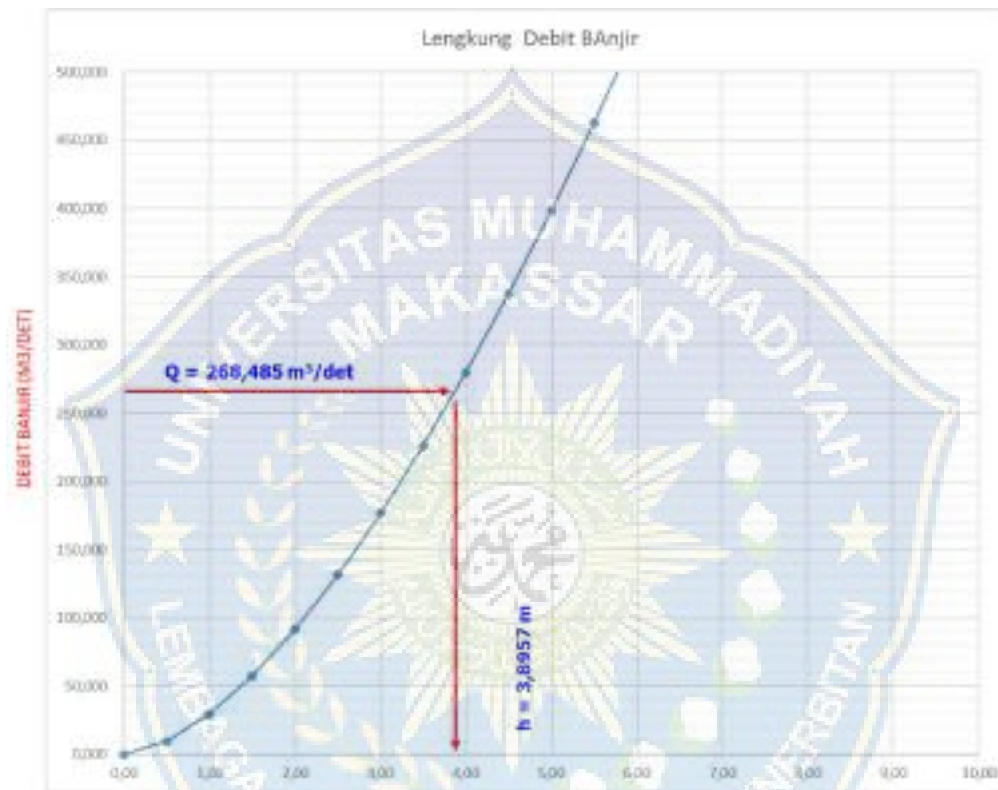 Lengkung Debit BAnjir
500,000
450,000
400,000
350,000
300,000
250,000
200,000
150,000
100,000
50,000
0,000
DEBIT BANJIR (M3/DET)
Q = 268,485 m³/det
h = 3,8957 m
0,00 1,00 2,00 3,00 4,00 5,00 6,00 7,00 8,00 9,00 10,00
UNIVERSITAS MUHAMMADIYAH
MAKASSAR